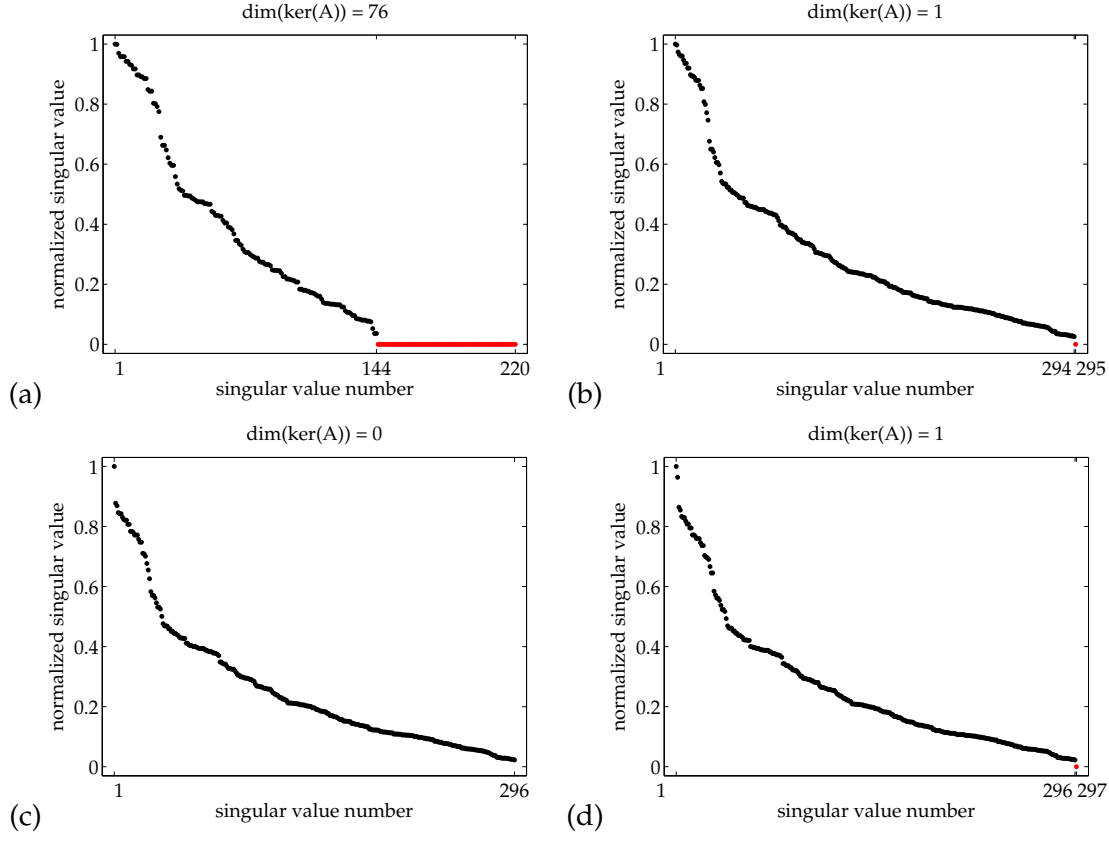 dim(ker(A)) = 76
normalized singular value
1
0.8
0.6
0.4
0.2
0
1 144 220
singular value number
(a)
dim(ker(A)) = 1
normalized singular value
1
0.8
0.6
0.4
0.2
0
1 294 295
singular value number
(b)
dim(ker(A)) = 0
normalized singular value
1
0.8
0.6
0.4
0.2
0
1 296
singular value number
(c)
dim(ker(A)) = 1
normalized singular value
1
0.8
0.6
0.4
0.2
0
1 296 297
singular value number
(d)